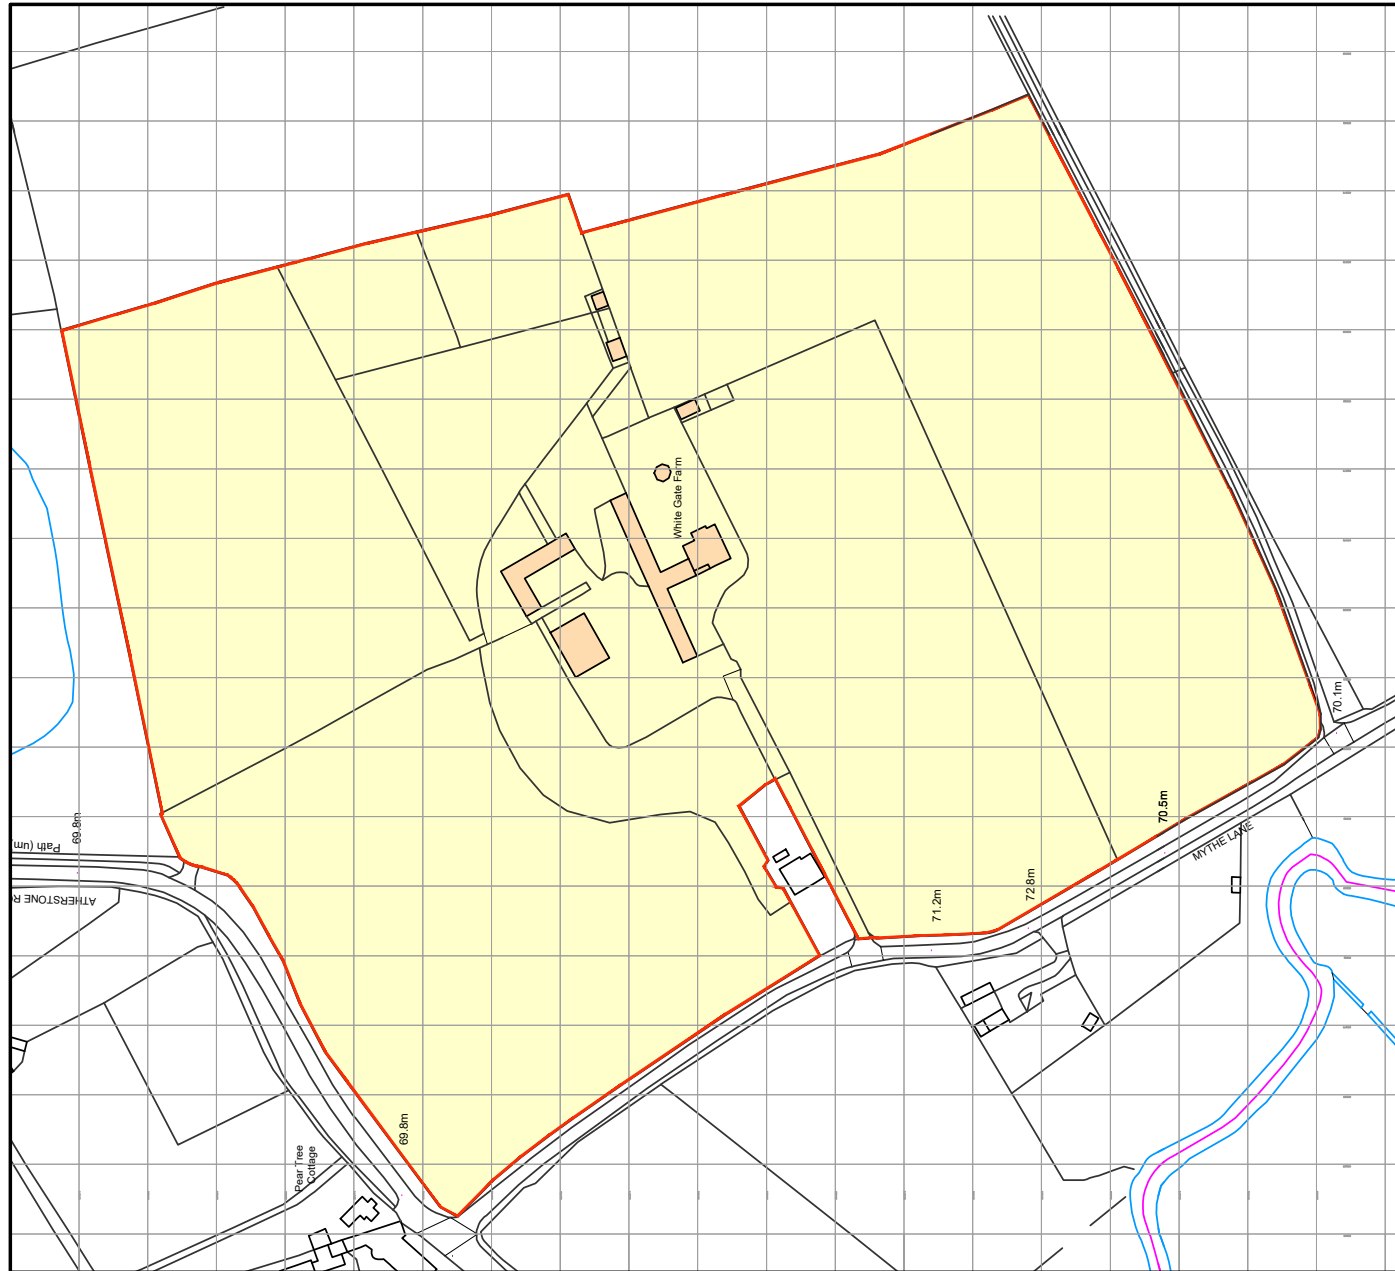 70.1m
70.5m
MYTHE LANE
72.8m
71.2m
White Gate Farm
69.8m
Path (um)
ATHERSTONE RO
69.8m
Pear Tree
Cottage